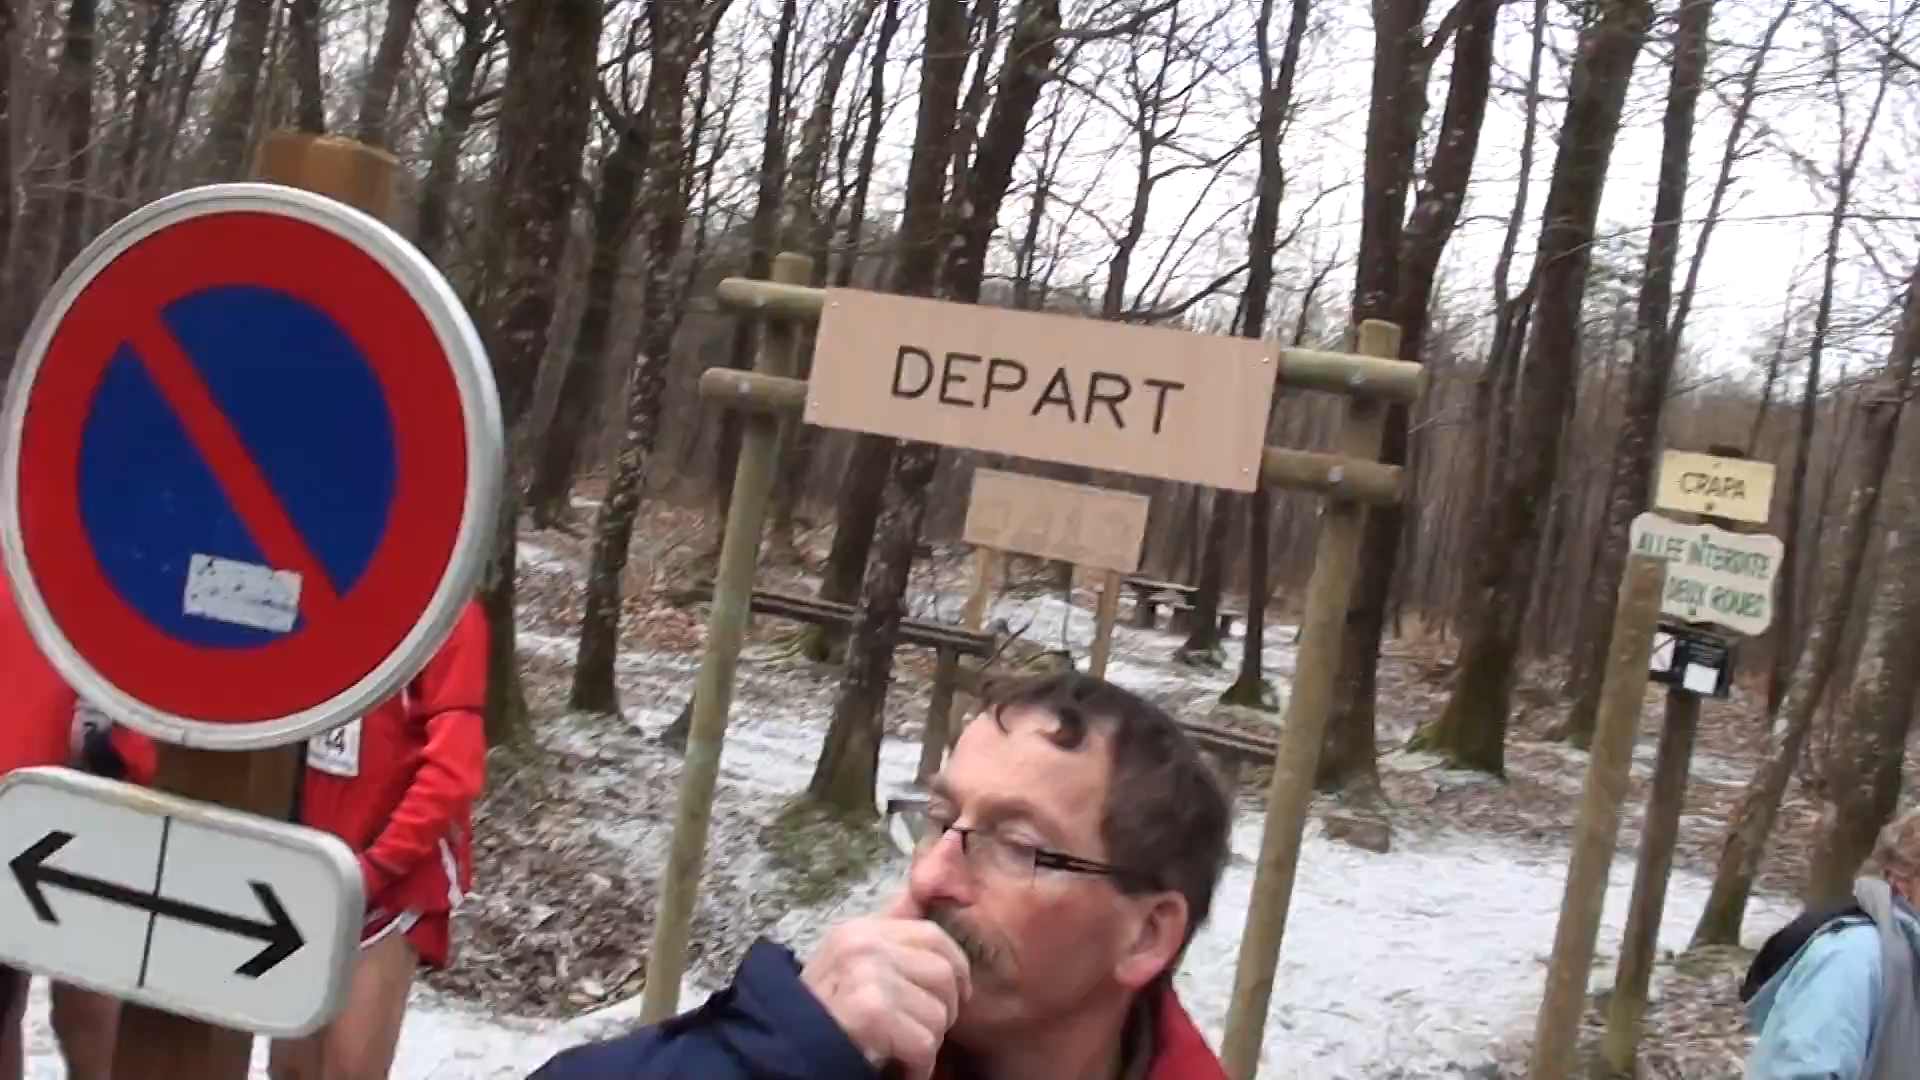 DEPART
CRAPA
ALLEE INTERDITE
DEUX ROUES
44